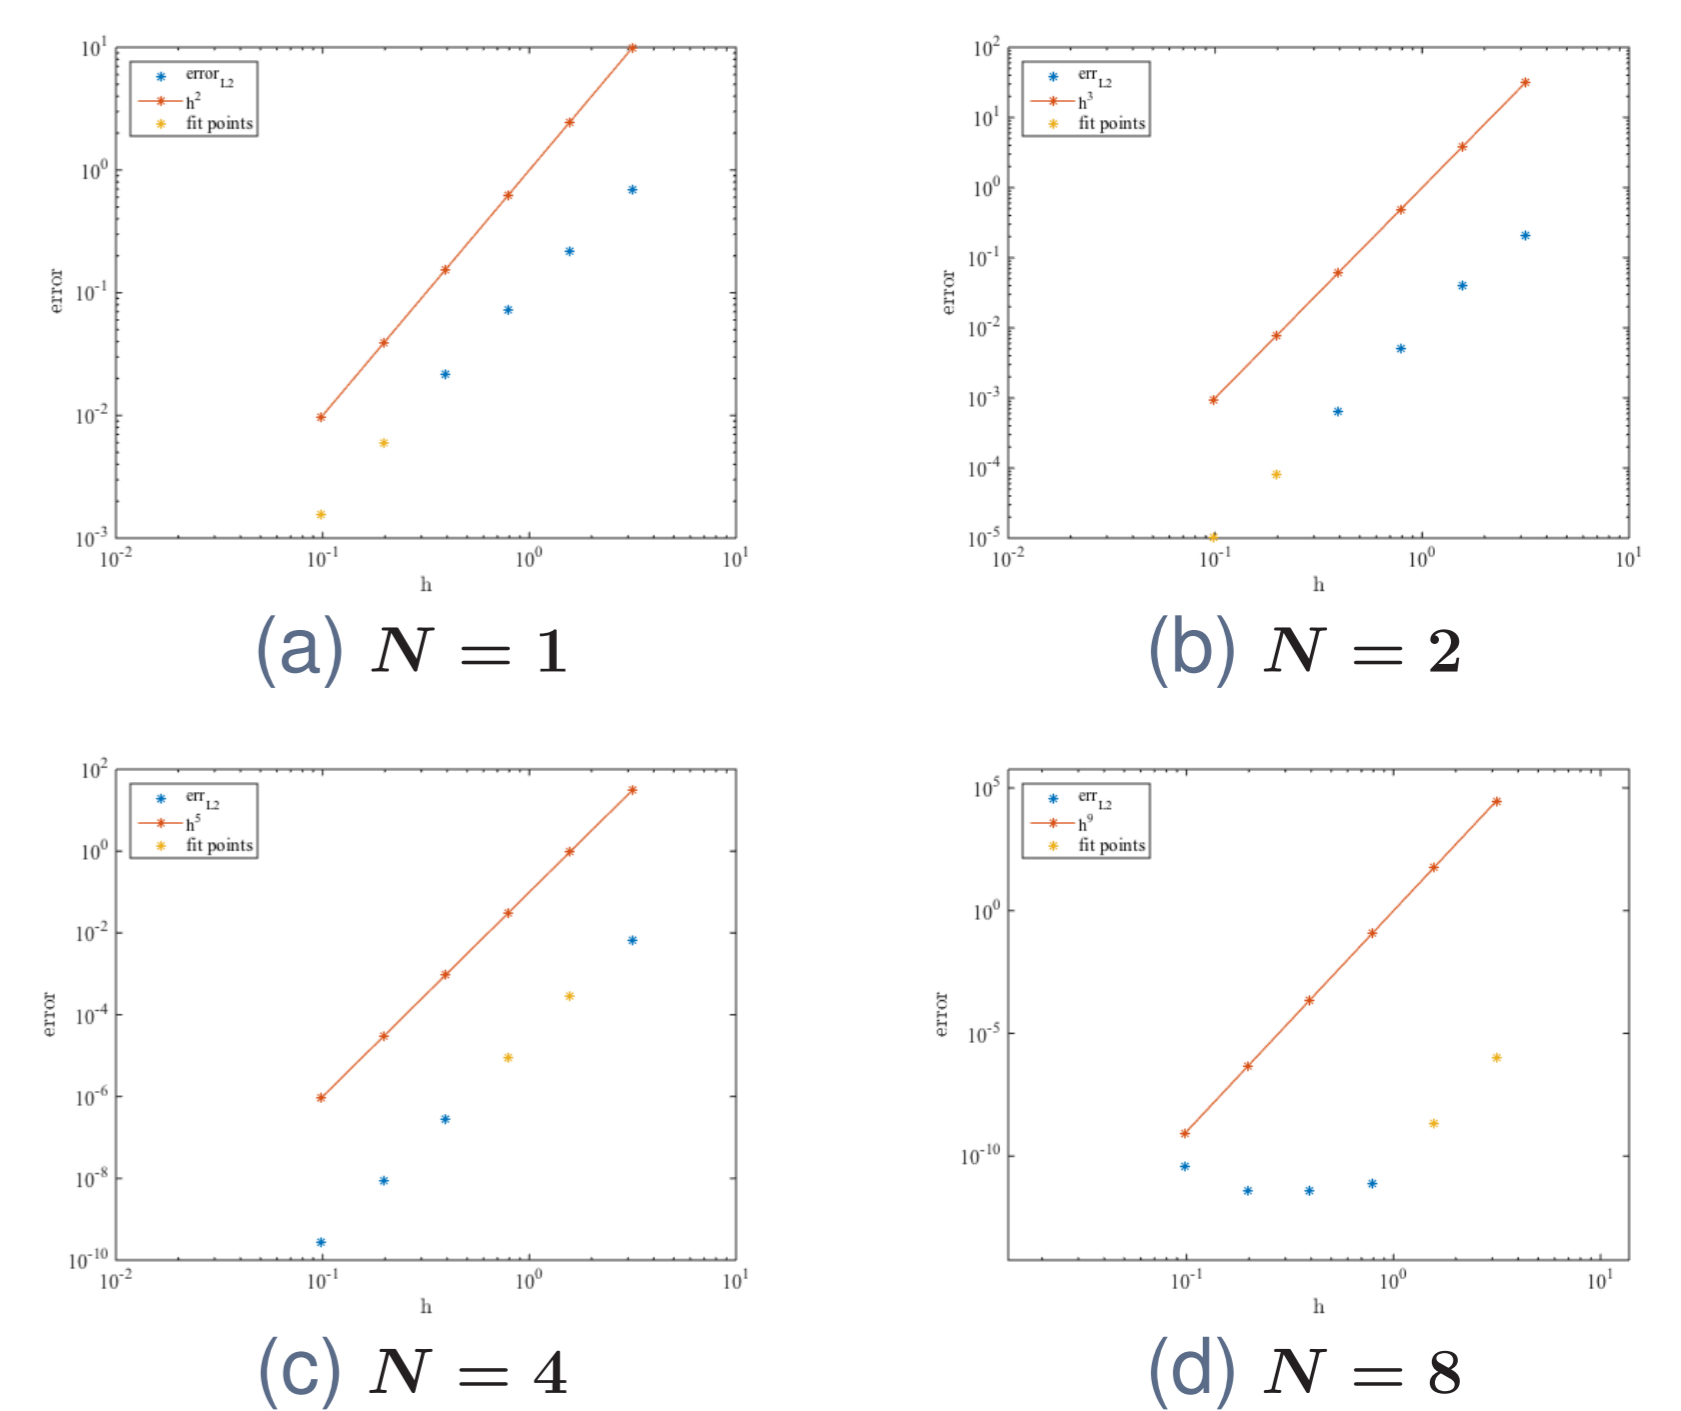 10^1
10^0
10^-1
10^-2
10^-3
error
error_L2
h^2
fit points
10^-2 10^-1 10^0 10^1
h
(a) N = 1
10^2
10^1
10^0
10^-1
10^-2
10^-3
10^-4
10^-5
error
err_L2
h^3
fit points
10^-2 10^-1 10^0 10^1
h
(b) N = 2
10^2
10^0
10^-2
10^-4
10^-6
10^-8
10^-10
error
err_L2
h^5
fit points
10^-2 10^-1 10^0 10^1
h
(c) N = 4
10^5
10^0
10^-5
10^-10
error
err_L2
h^9
fit points
10^-1 10^0 10^1
h
(d) N = 8